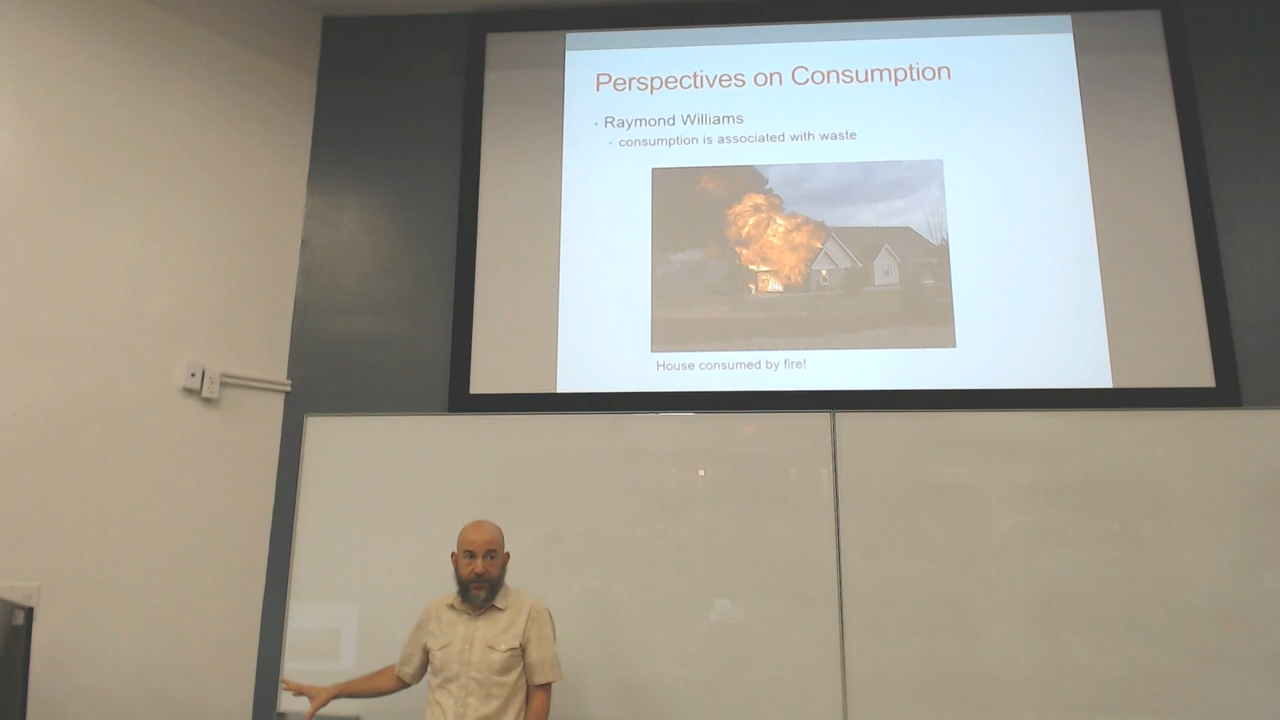 Perspectives on Consumption
• Raymond Williams
• consumption is associated with waste
House consumed by fire!